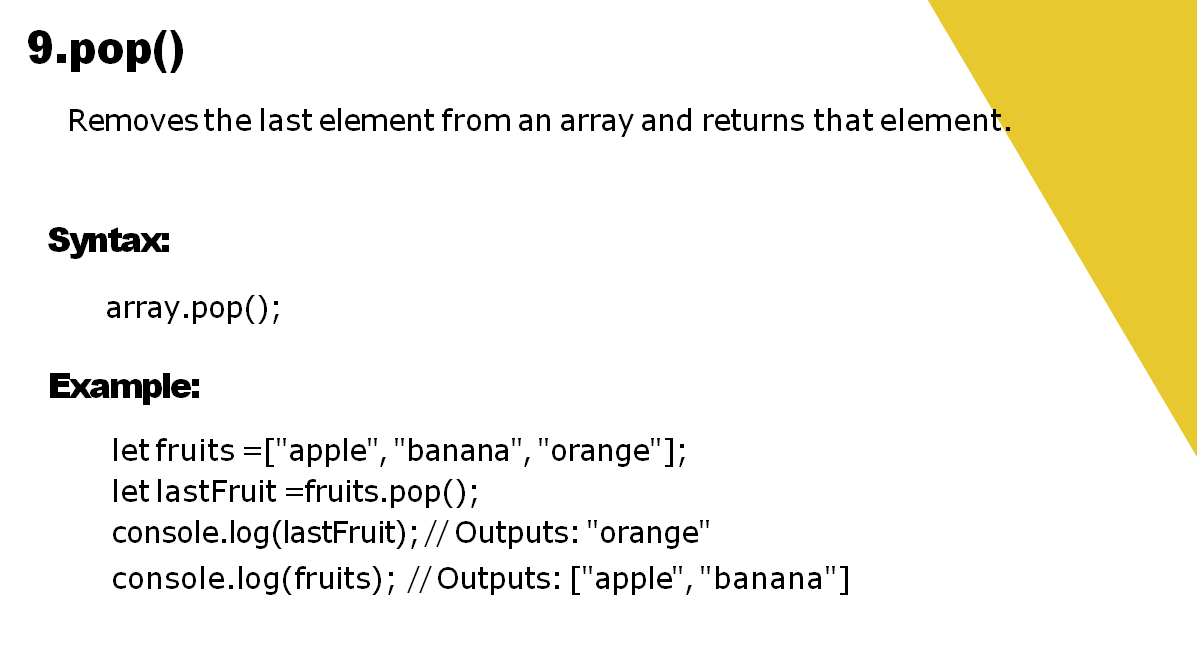 9.pop()
Removes the last element from an array and returns that element.
Syntax:
array.pop();
Example:
let fruits =["apple", "banana", "orange"];
let lastFruit =fruits.pop();
console.log(lastFruit); // Outputs: "orange"
console.log(fruits); // Outputs: ["apple", "banana"]